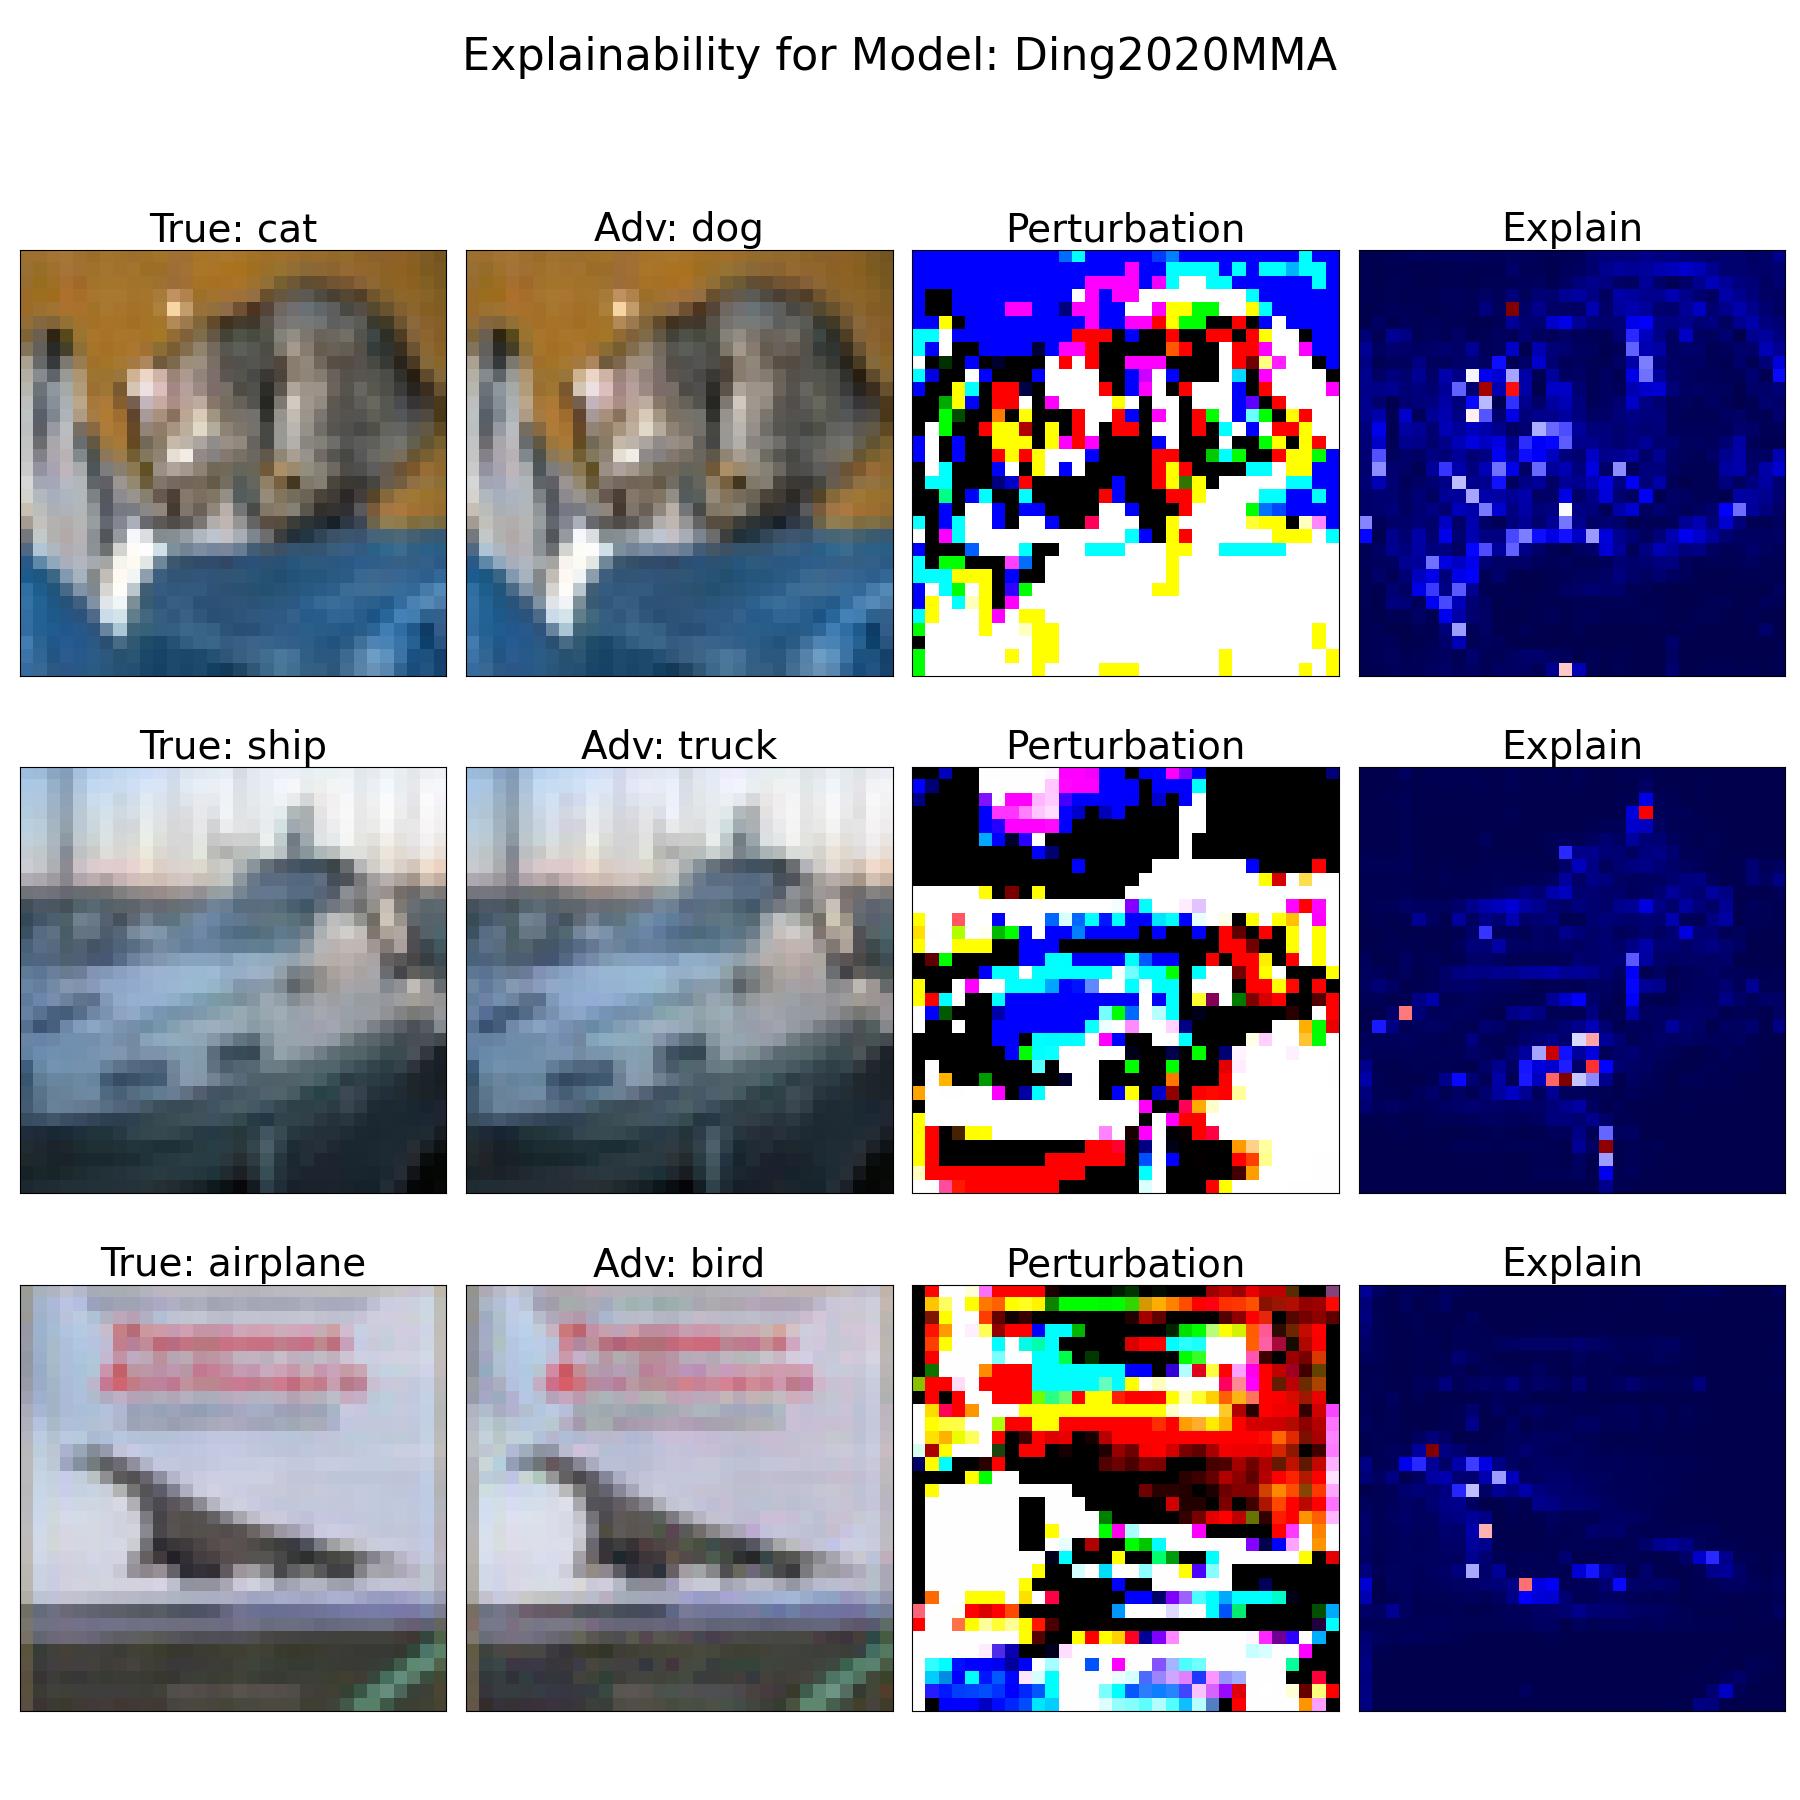 Explainability for Model: Ding2020MMA
True: cat
Adv: dog
Perturbation
Explain
True: ship
Adv: truck
Perturbation
Explain
True: airplane
Adv: bird
Perturbation
Explain